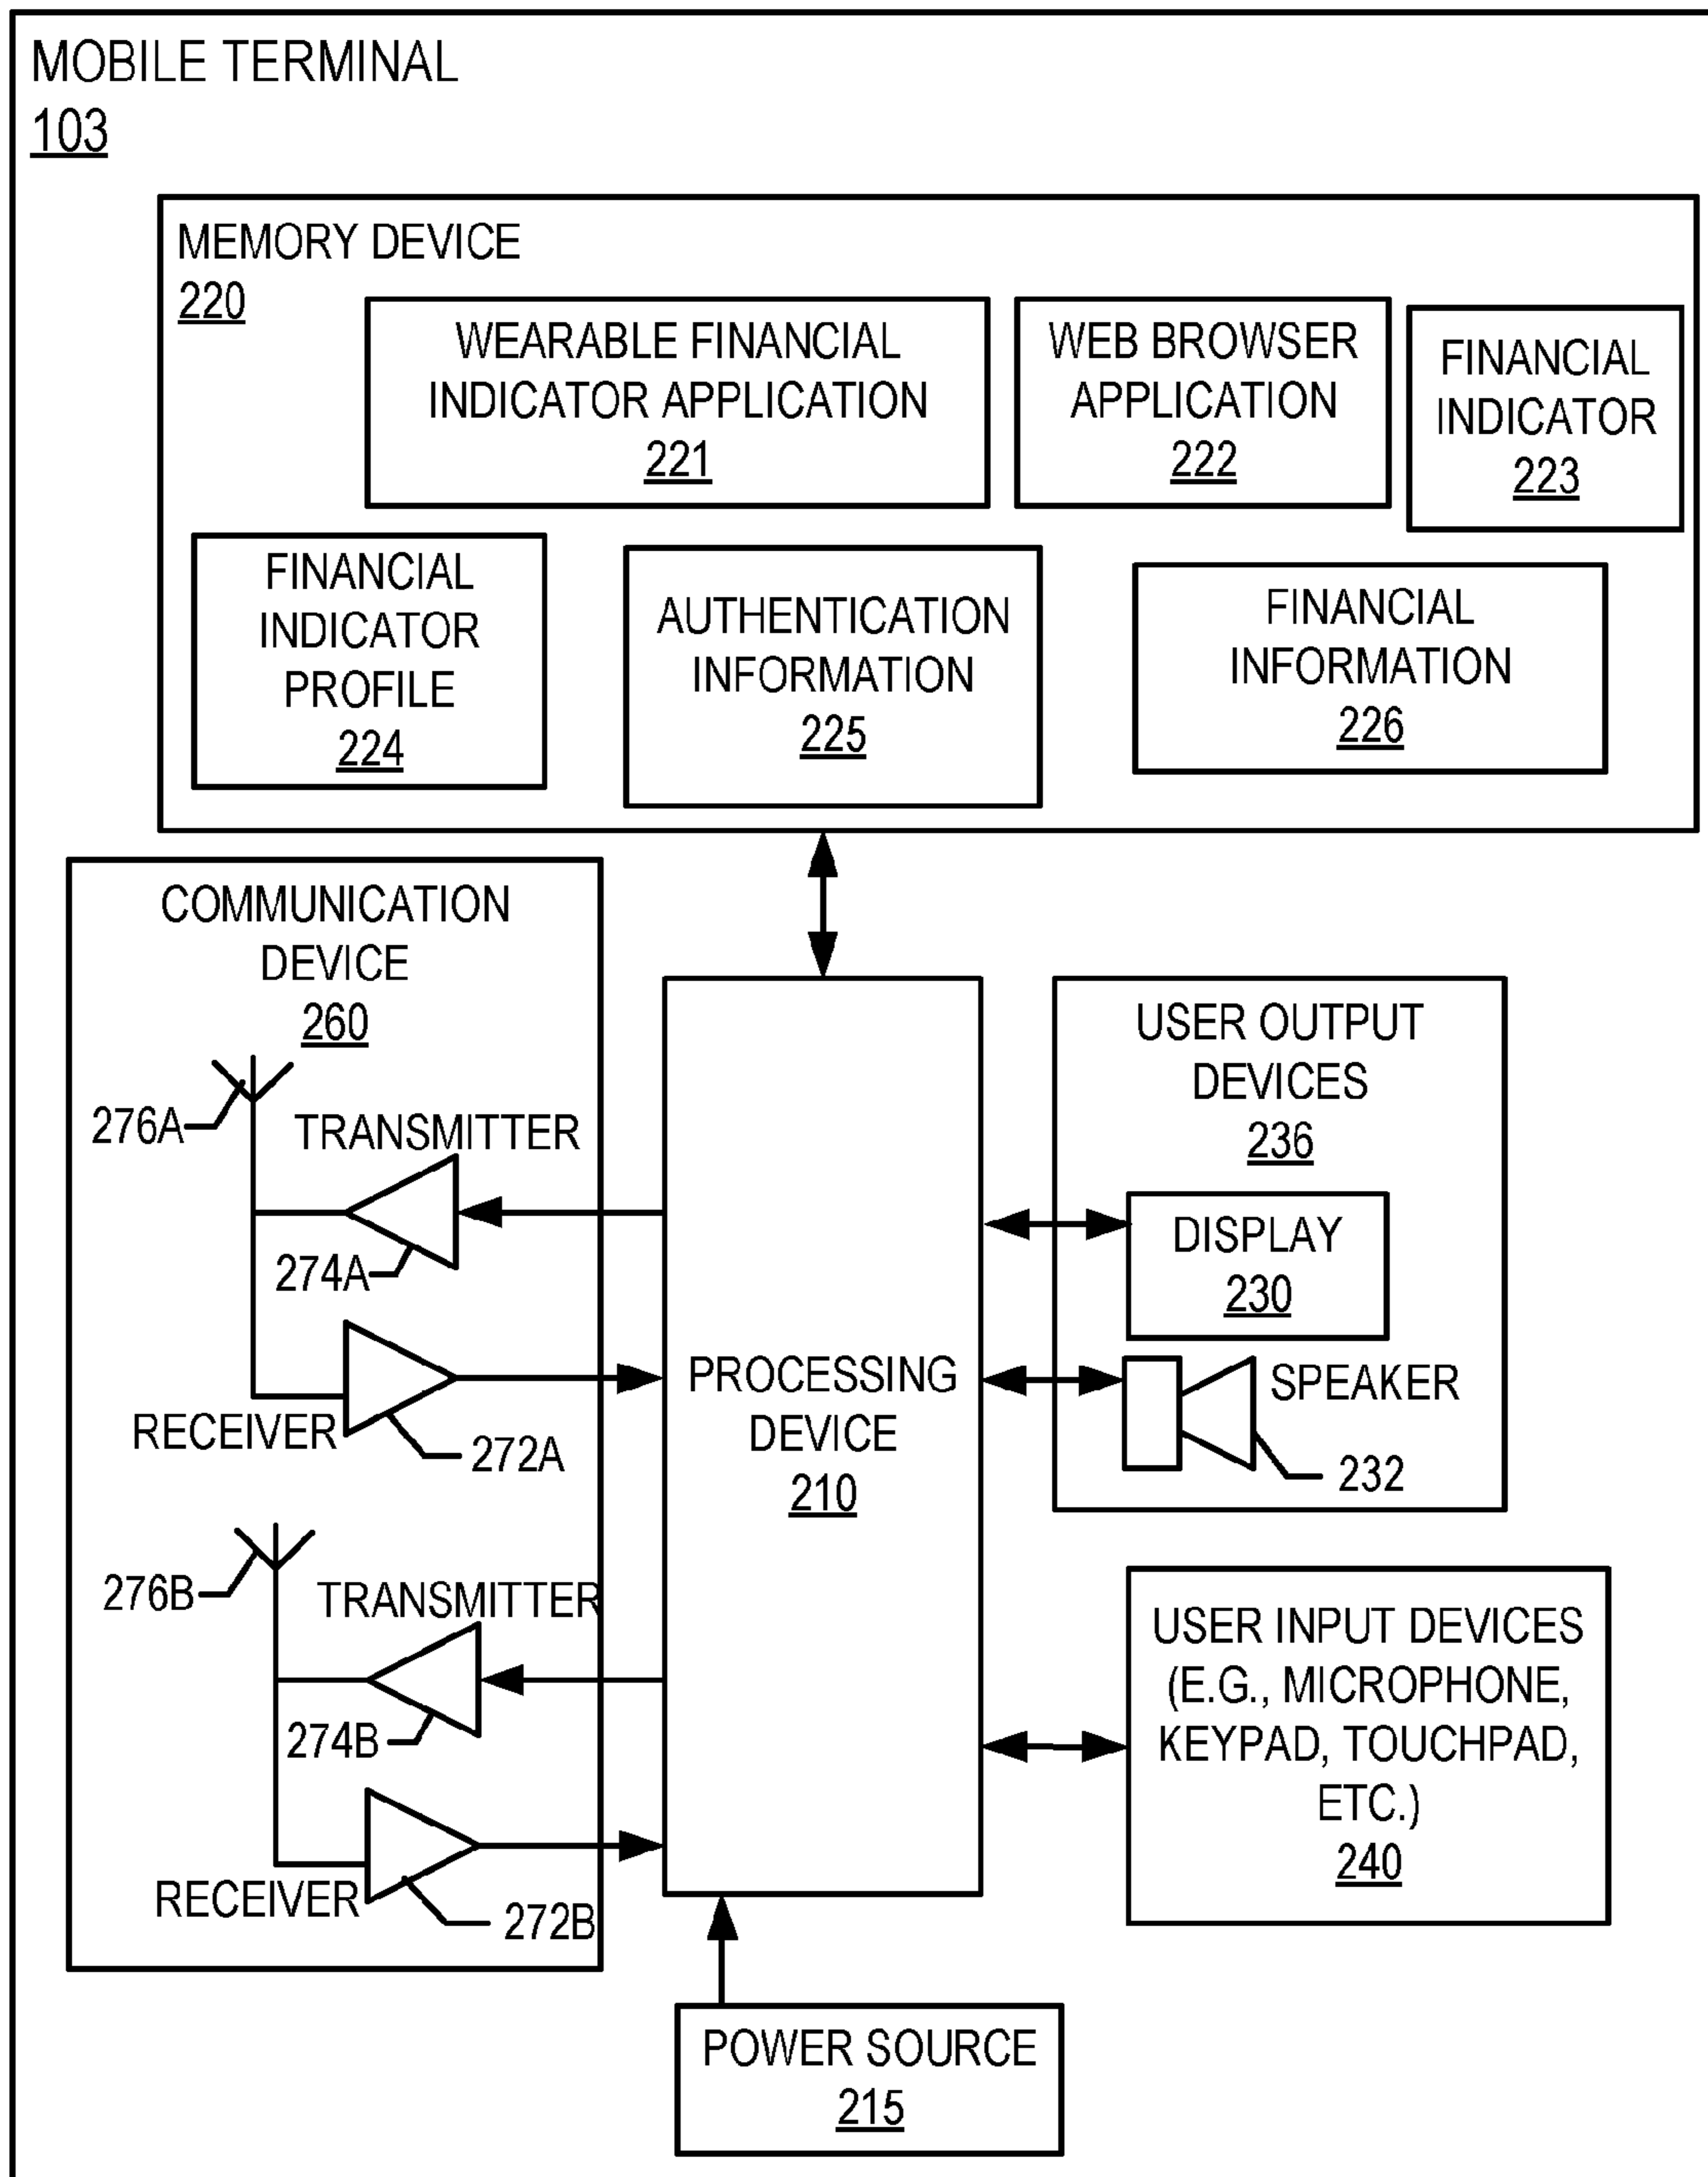 MOBILE TERMINAL
103
MEMORY DEVICE
220
WEARABLE FINANCIAL
INDICATOR APPLICATION
221
WEB BROWSER
APPLICATION
222
FINANCIAL
INDICATOR
223
FINANCIAL
INDICATOR
PROFILE
224
AUTHENTICATION
INFORMATION
225
FINANCIAL
INFORMATION
226
COMMUNICATION
DEVICE
260
276A
TRANSMITTER
274A
RECEIVER
272A
276B
TRANSMITTER
274B
RECEIVER
272B
PROCESSING
DEVICE
210
USER OUTPUT
DEVICES
236
DISPLAY
230
SPEAKER
232
USER INPUT DEVICES
(E.G., MICROPHONE,
KEYPAD, TOUCHPAD,
ETC.)
240
POWER SOURCE
215